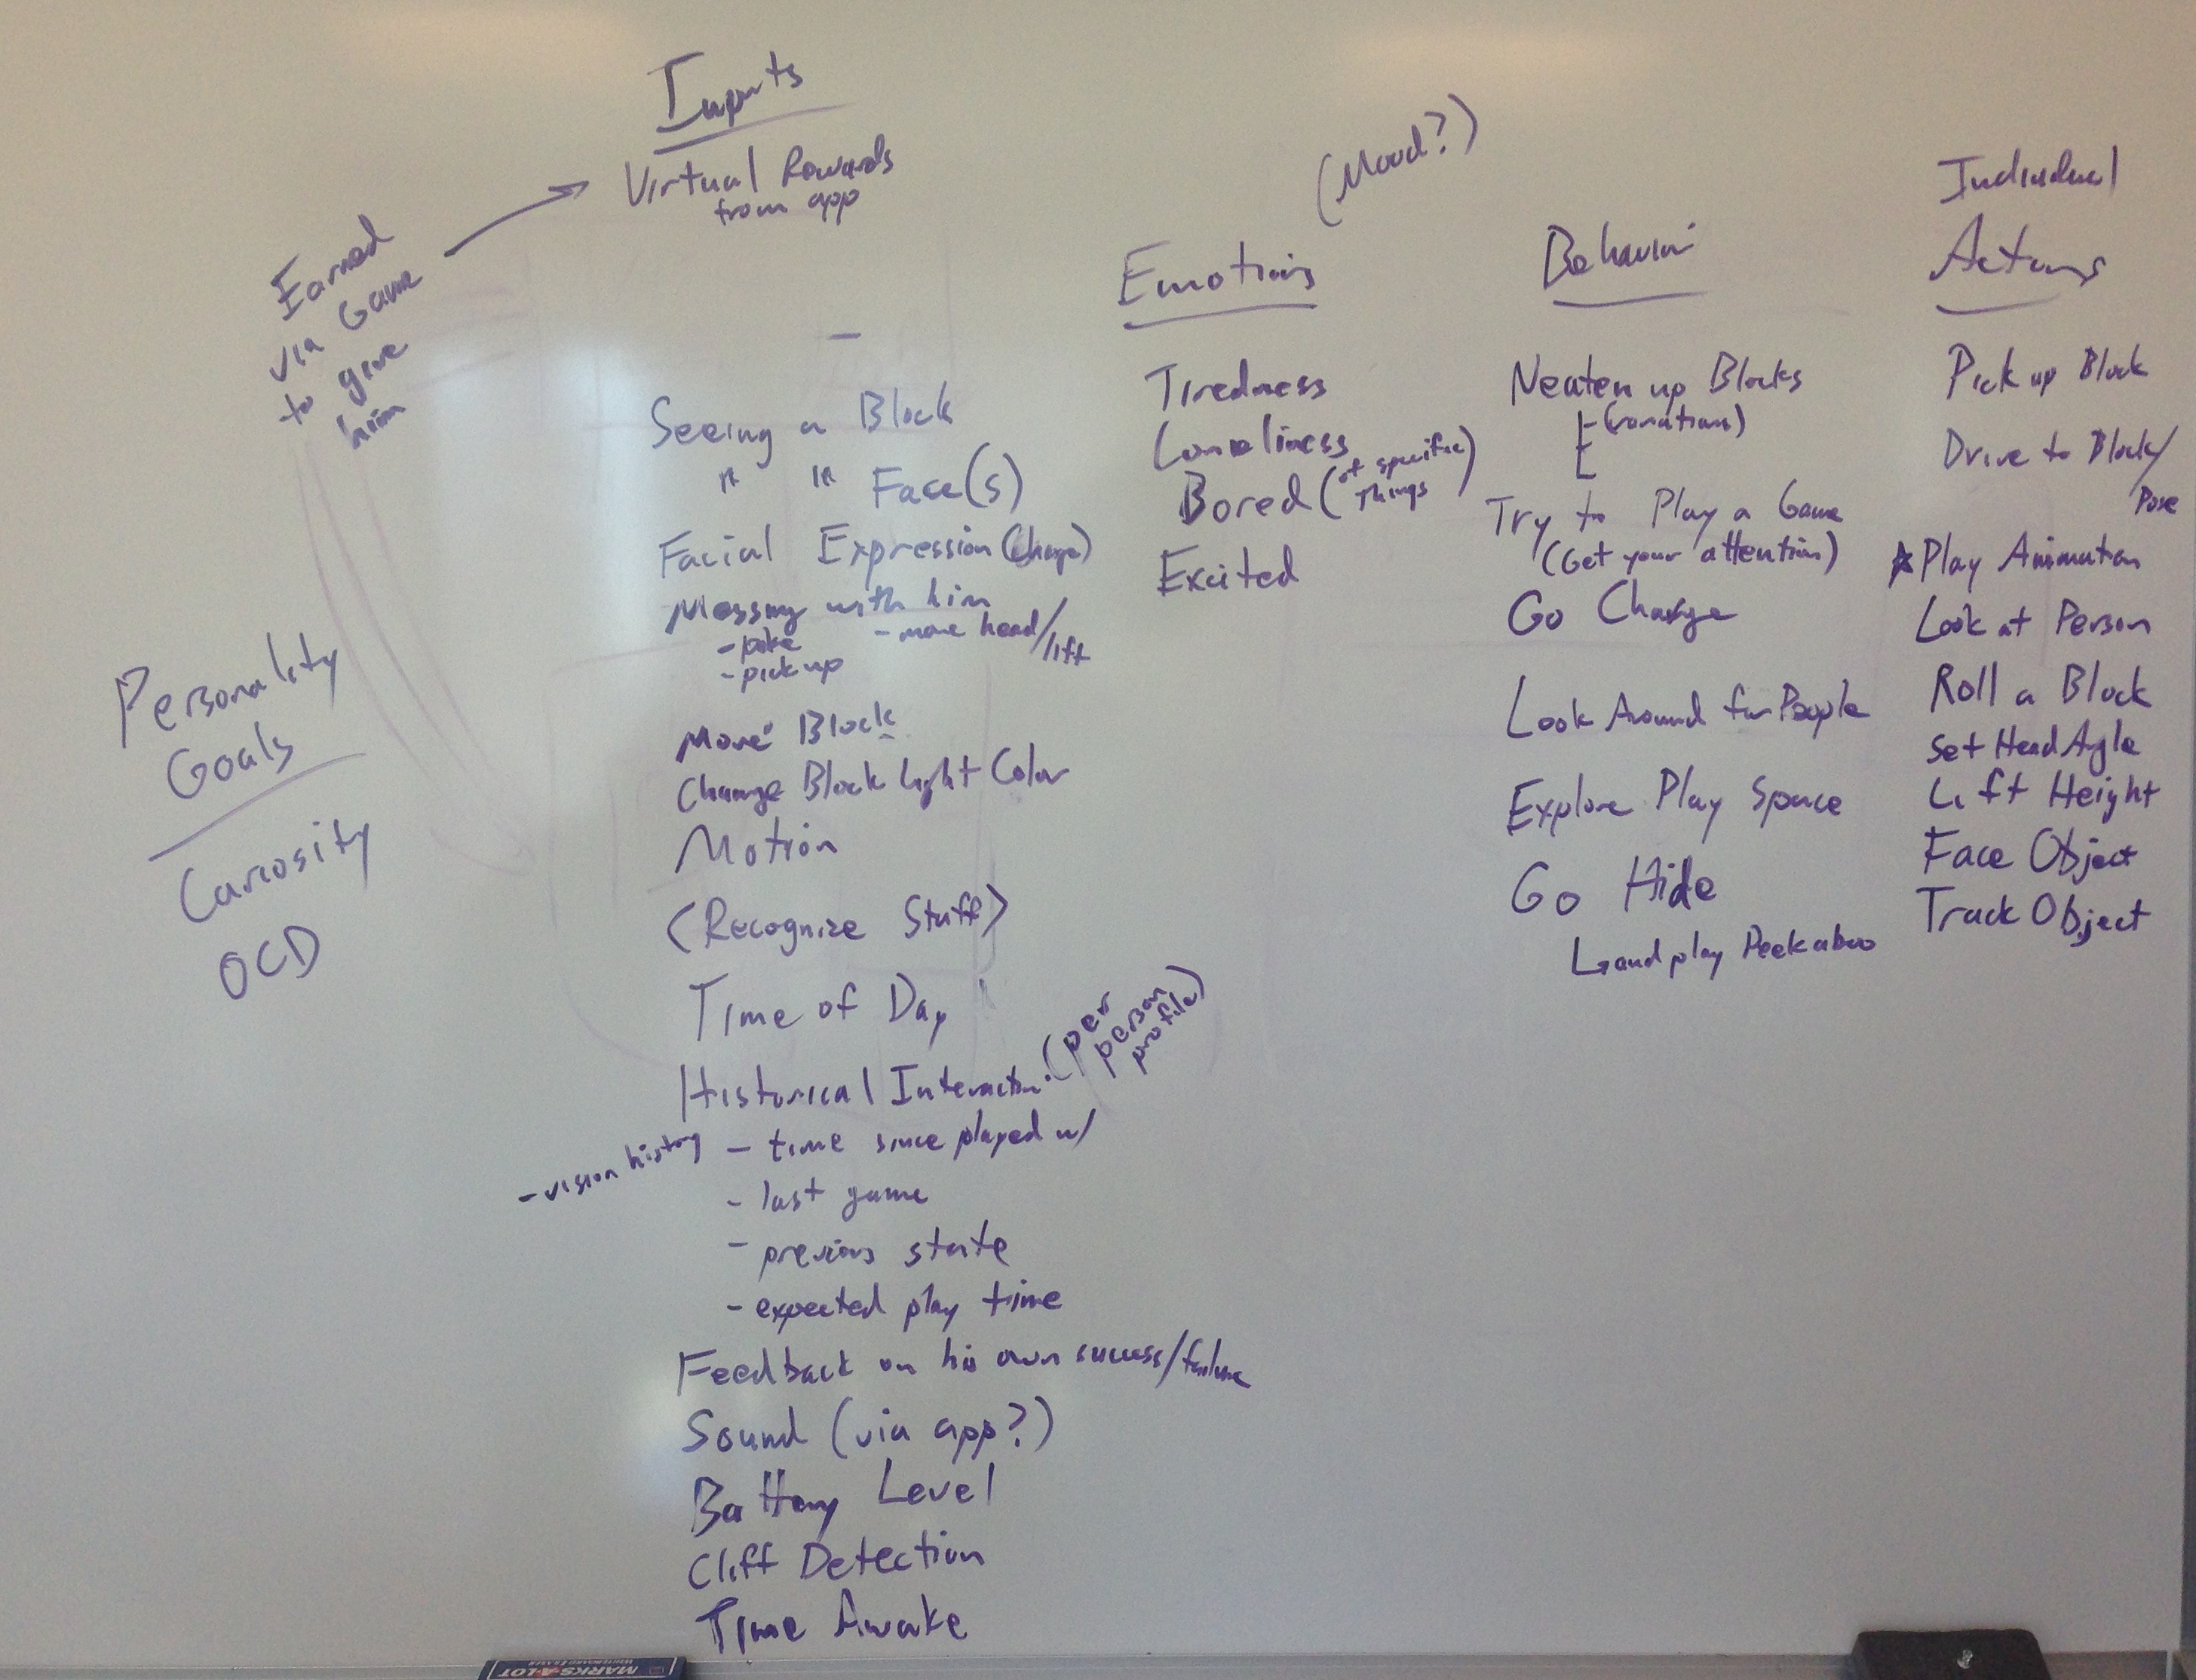 Inputs
Virtual Rewards
from app
Earned
via Game
to give
him
Personality
Goals
Curiosity
OCD
Seeing a Block
" " Face(s)
Facial Expression (change)
Messing with him
- poke
- move head/lift
- pick up
Move Block
Change Block Light Color
Motion
(Recognize Stuff)
Time of Day
Historical Interaction (per
person
profile)
- vision history
- time since played w/
- last game
- previous state
- expected play time
Feedback on his own success/failure
Sound (via app?)
Battery Level
Cliff Detection
Time Awake
(Mood?)
Emotions
Tiredness
Loneliness
Bored (of specific
things)
Excited
Behavior
Neaten up Blocks
(variations)
Try to Play a Game
(Get your attention)
Go Charge
Look Around for People
Explore Play Space
Go Hide
and play Peekaboo
Individual
Actions
Pick up Block
Drive to Block/
Pose
Play Animation
Look at Person
Roll a Block
Set Head Agle
Lift Height
Face Object
Track Object
MARKS-A-LOT